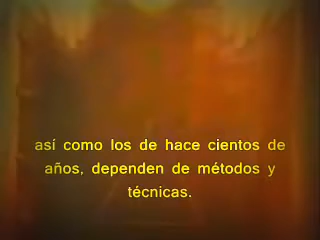 así como los de hace cientos de
años, dependen de métodos y
técnicas.